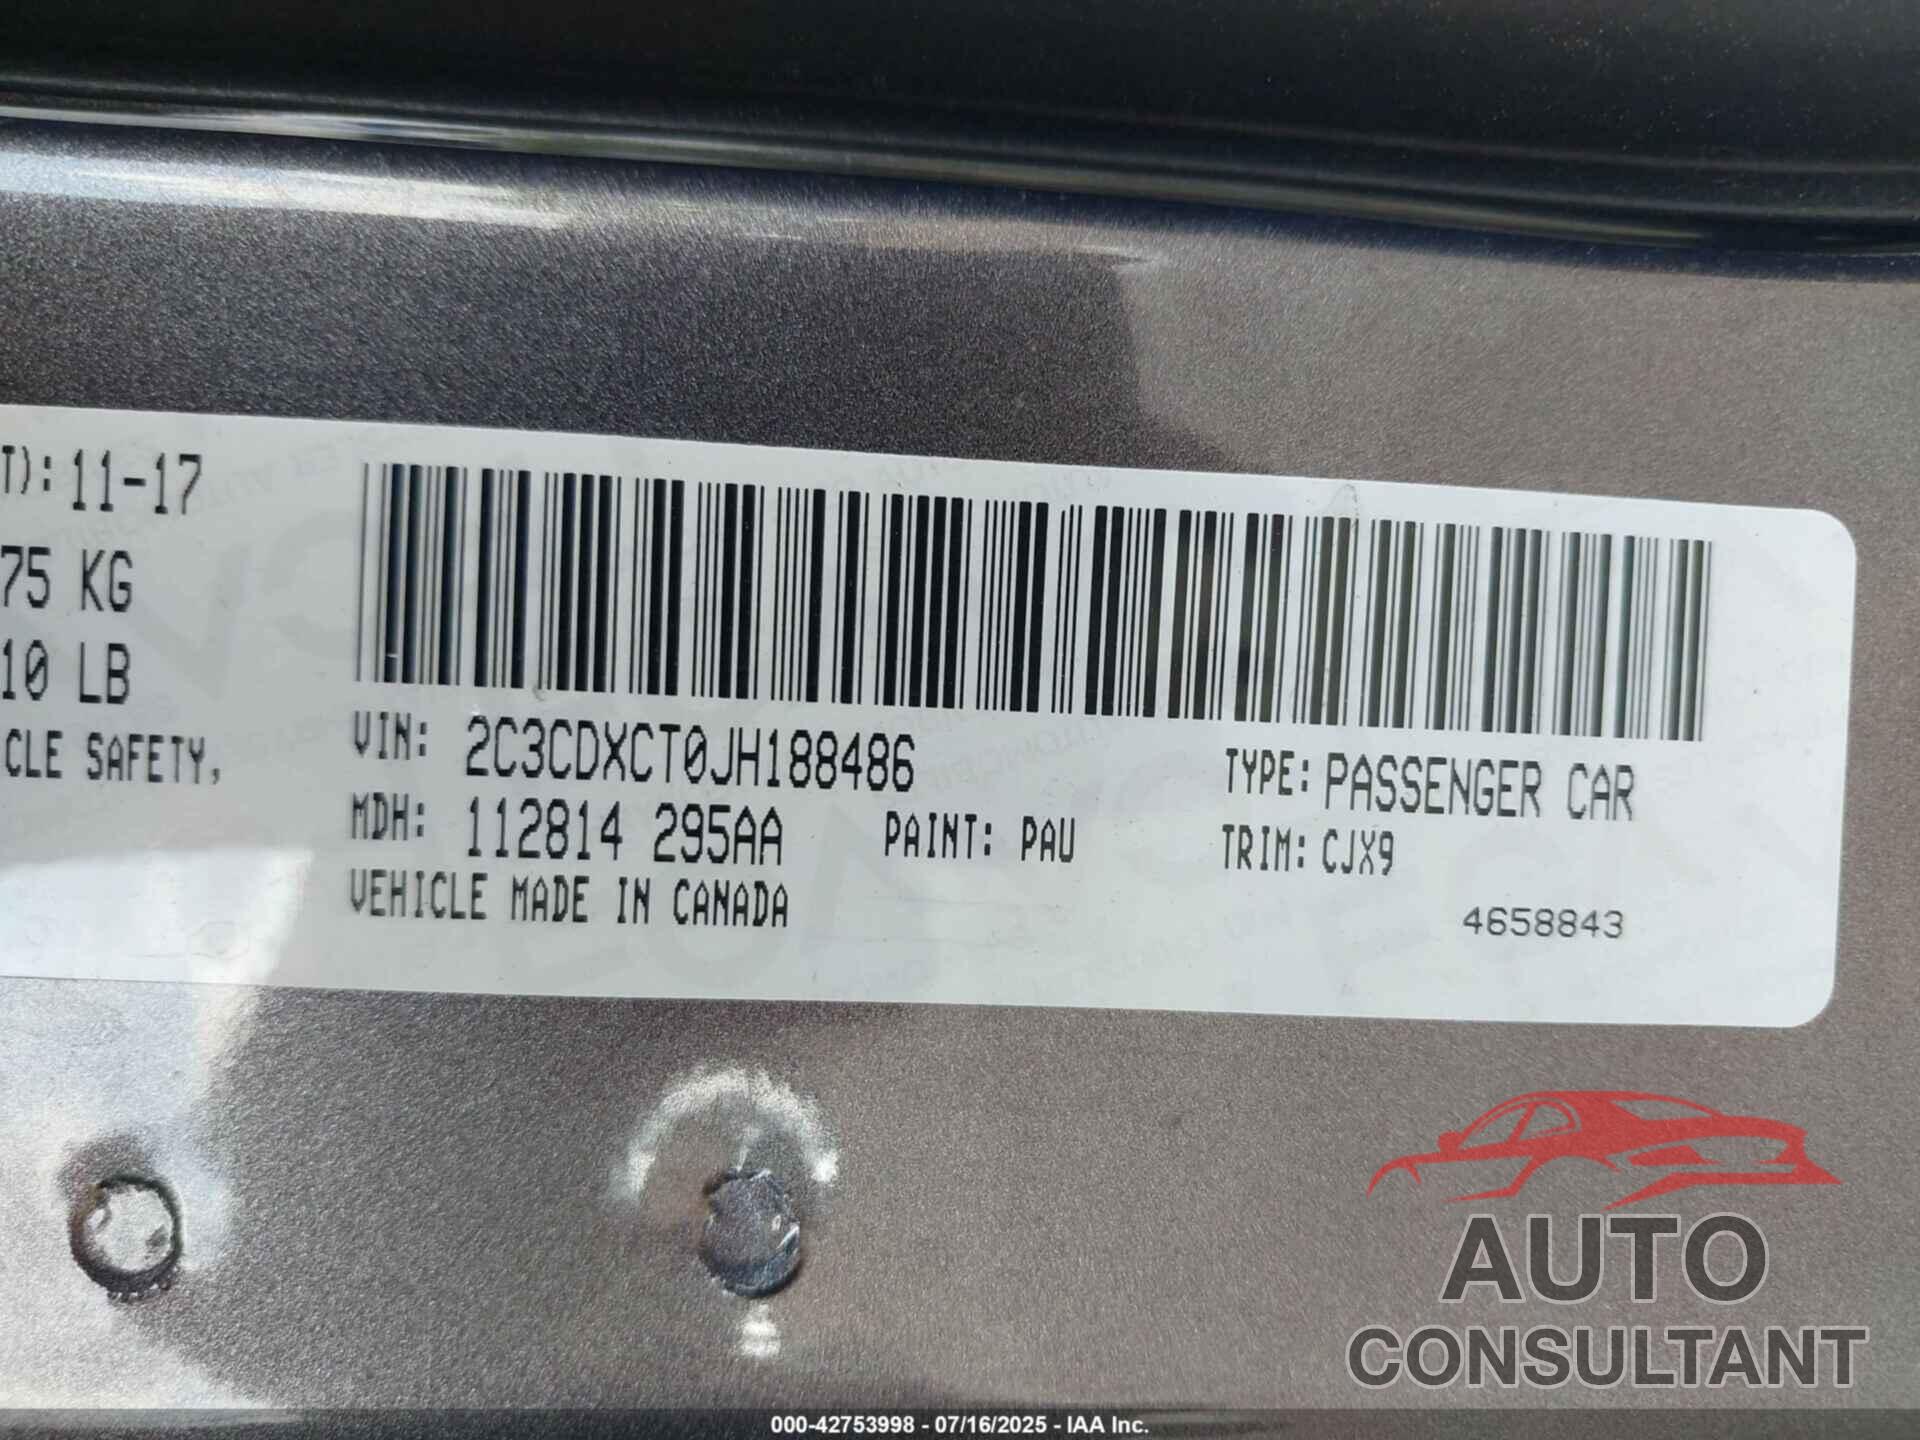 T): 11-17
75 KG
10 LB
CLE SAFETY,
VIN: 2C3CDXCT0JH188486
TYPE: PASSENGER CAR
MDH: 112814 295AA
PAINT: PAU
TRIM: CJX9
VEHICLE MADE IN CANADA
4658843
AUTO
CONSULTANT
000-42753998 - 07/16/2025 - IAA Inc.